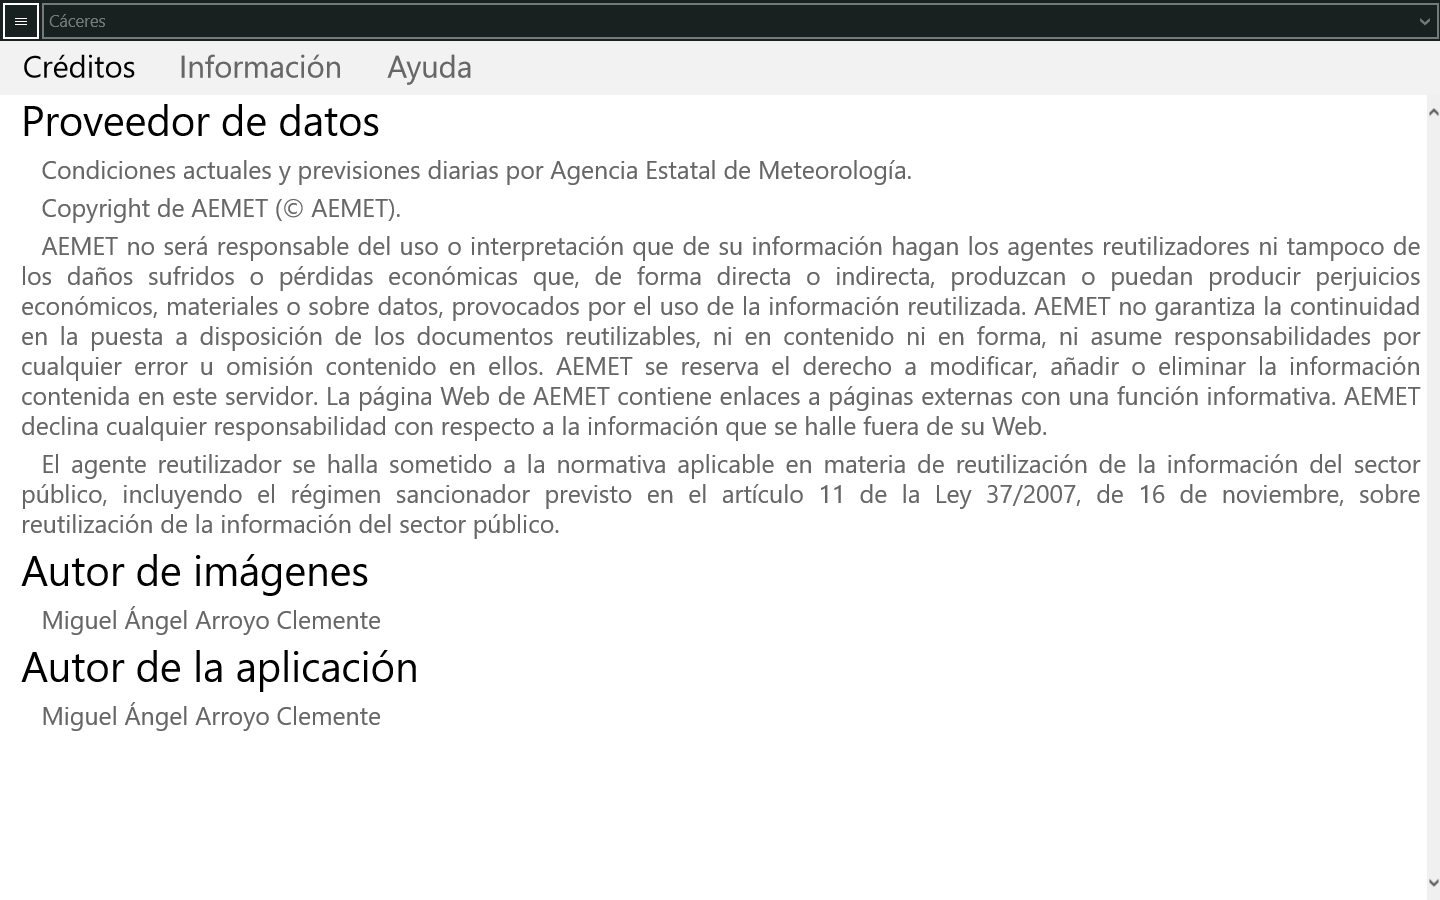 Cáceres
Créditos Información Ayuda
Proveedor de datos
Condiciones actuales y previsiones diarias por Agencia Estatal de Meteorología.
Copyright de AEMET (© AEMET).
AEMET no será responsable del uso o interpretación que de su información hagan los agentes reutilizadores ni tampoco de
los daños sufridos o pérdidas económicas que, de forma directa o indirecta, produzcan o puedan producir perjuicios
económicos, materiales o sobre datos, provocados por el uso de la información reutilizada. AEMET no garantiza la continuidad
en la puesta a disposición de los documentos reutilizables, ni en contenido ni en forma, ni asume responsabilidades por
cualquier error u omisión contenido en ellos. AEMET se reserva el derecho a modificar, añadir o eliminar la información
contenida en este servidor. La página Web de AEMET contiene enlaces a páginas externas con una función informativa. AEMET
declina cualquier responsabilidad con respecto a la información que se halle fuera de su Web.
El agente reutilizador se halla sometido a la normativa aplicable en materia de reutilización de la información del sector
público, incluyendo el régimen sancionador previsto en el artículo 11 de la Ley 37/2007, de 16 de noviembre, sobre
reutilización de la información del sector público.
Autor de imágenes
Miguel Ángel Arroyo Clemente
Autor de la aplicación
Miguel Ángel Arroyo Clemente